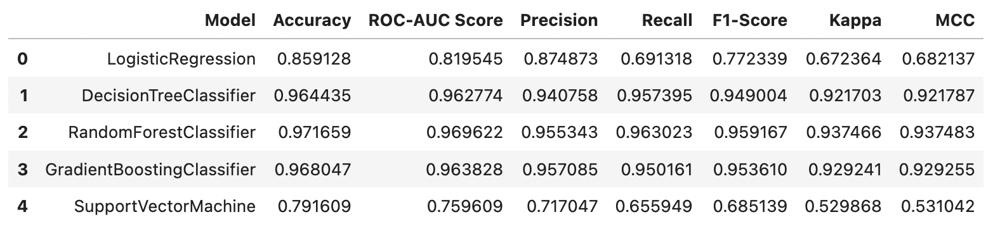 Model Accuracy ROC-AUC Score Precision Recall F1-Score Kappa MCC
0 LogisticRegression 0.859128 0.819545 0.874873 0.691318 0.772339 0.672364 0.682137
1 DecisionTreeClassifier 0.964435 0.962774 0.940758 0.957395 0.949004 0.921703 0.921787
2 RandomForestClassifier 0.971659 0.969622 0.955343 0.963023 0.959167 0.937466 0.937483
3 GradientBoostingClassifier 0.968047 0.963828 0.957085 0.950161 0.953610 0.929241 0.929255
4 SupportVectorMachine 0.791609 0.759609 0.717047 0.655949 0.685139 0.529868 0.531042